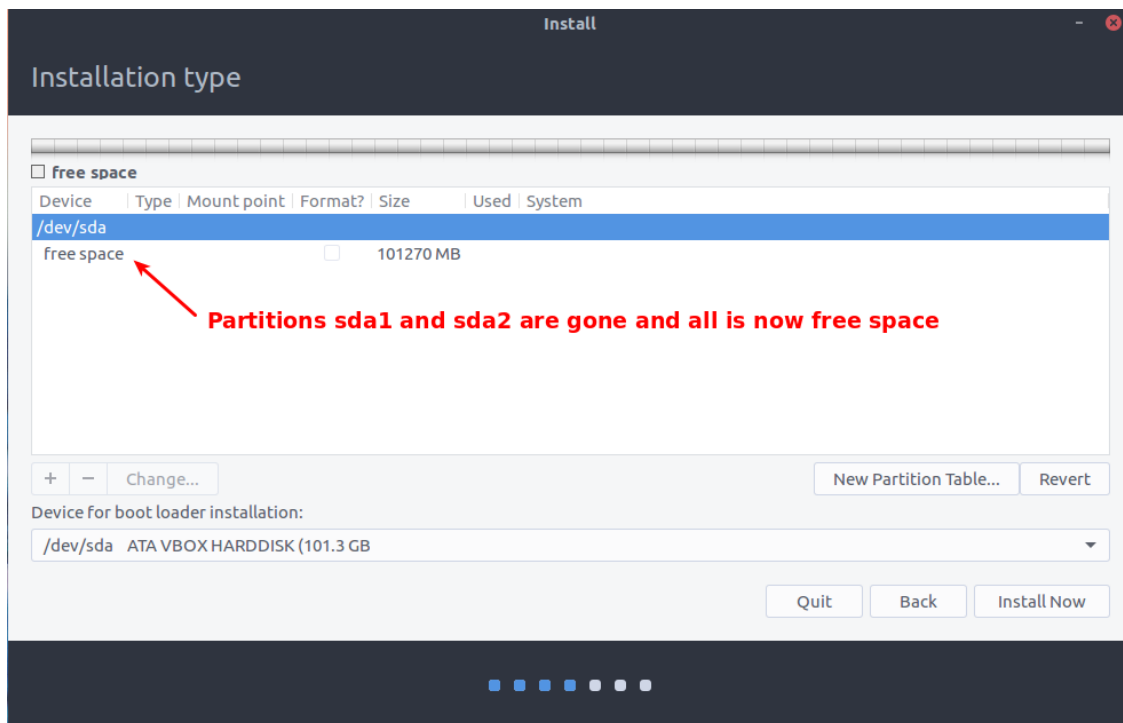 Install
Installation type
free space
Device Type Mount point Format? Size Used System
/dev/sda
free space 101270 MB
Partitions sda1 and sda2 are gone and all is now free space
+ − Change... New Partition Table... Revert
Device for boot loader installation:
/dev/sda ATA VBOX HARDDISK (101.3 GB
Quit Back Install Now